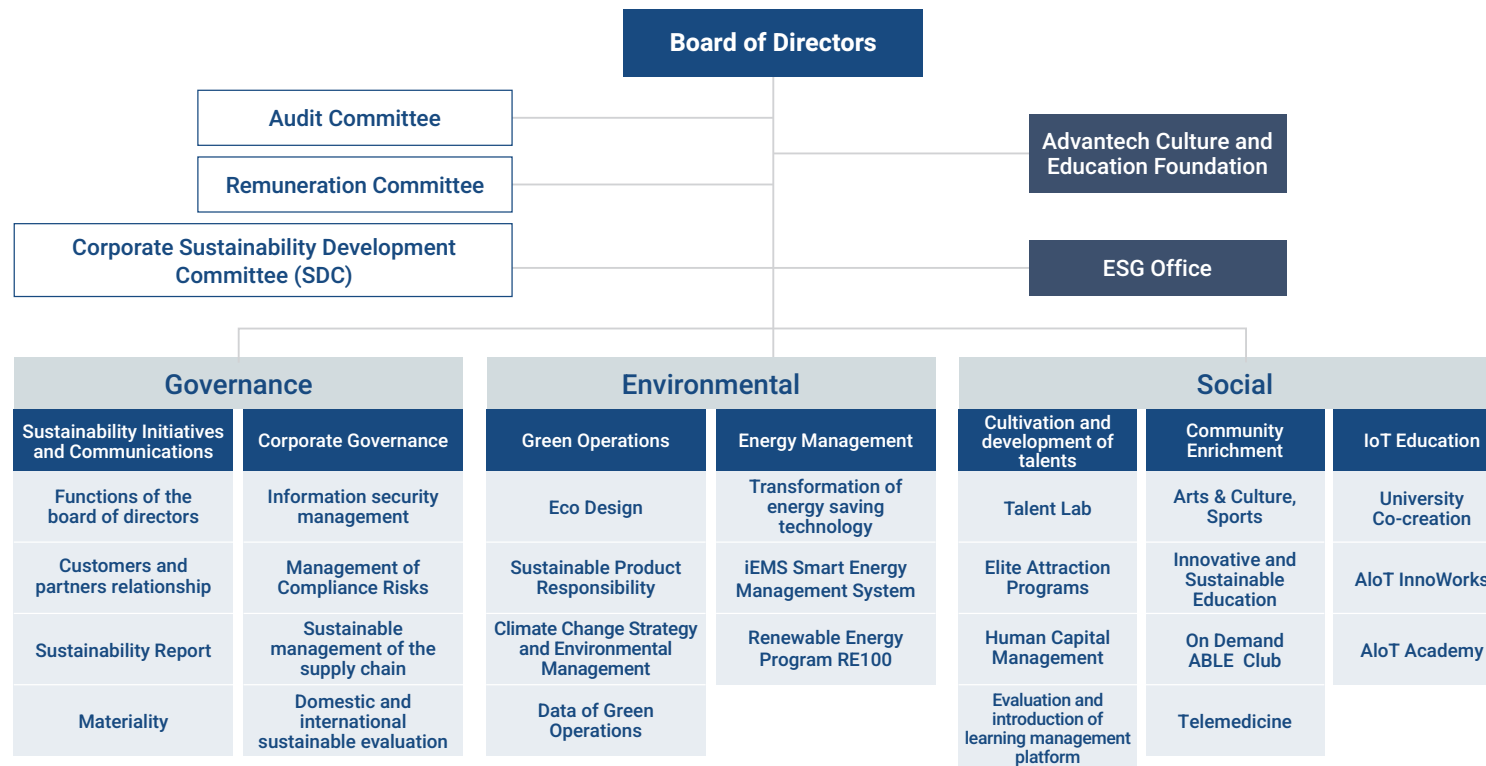 Board of Directors
Audit Committee
Remuneration Committee
Corporate Sustainability Development
Committee (SDC)
Advantech Culture and
Education Foundation
ESG Office
Governance
Sustainability Initiatives
and Communications
Functions of the
board of directors
Customers and
partners relationship
Sustainability Report
Materiality
Corporate Governance
Information security
management
Management of
Compliance Risks
Sustainable
management of the
supply chain
Domestic and
international
sustainable evaluation
Environmental
Green Operations
Eco Design
Sustainable Product
Responsibility
Climate Change Strategy
and Environmental
Management
Data of Green
Operations
Energy Management
Transformation of
energy saving
technology
iEMS Smart Energy
Management System
Renewable Energy
Program RE100
Social
Cultivation and
development of
talents
Talent Lab
Elite Attraction
Programs
Human Capital
Management
Evaluation and
introduction of
learning management
platform
Community
Enrichment
Arts & Culture,
Sports
Innovative and
Sustainable
Education
On Demand
ABLE Club
Telemedicine
IoT Education
University
Co-creation
AIoT InnoWorks
AIoT Academy